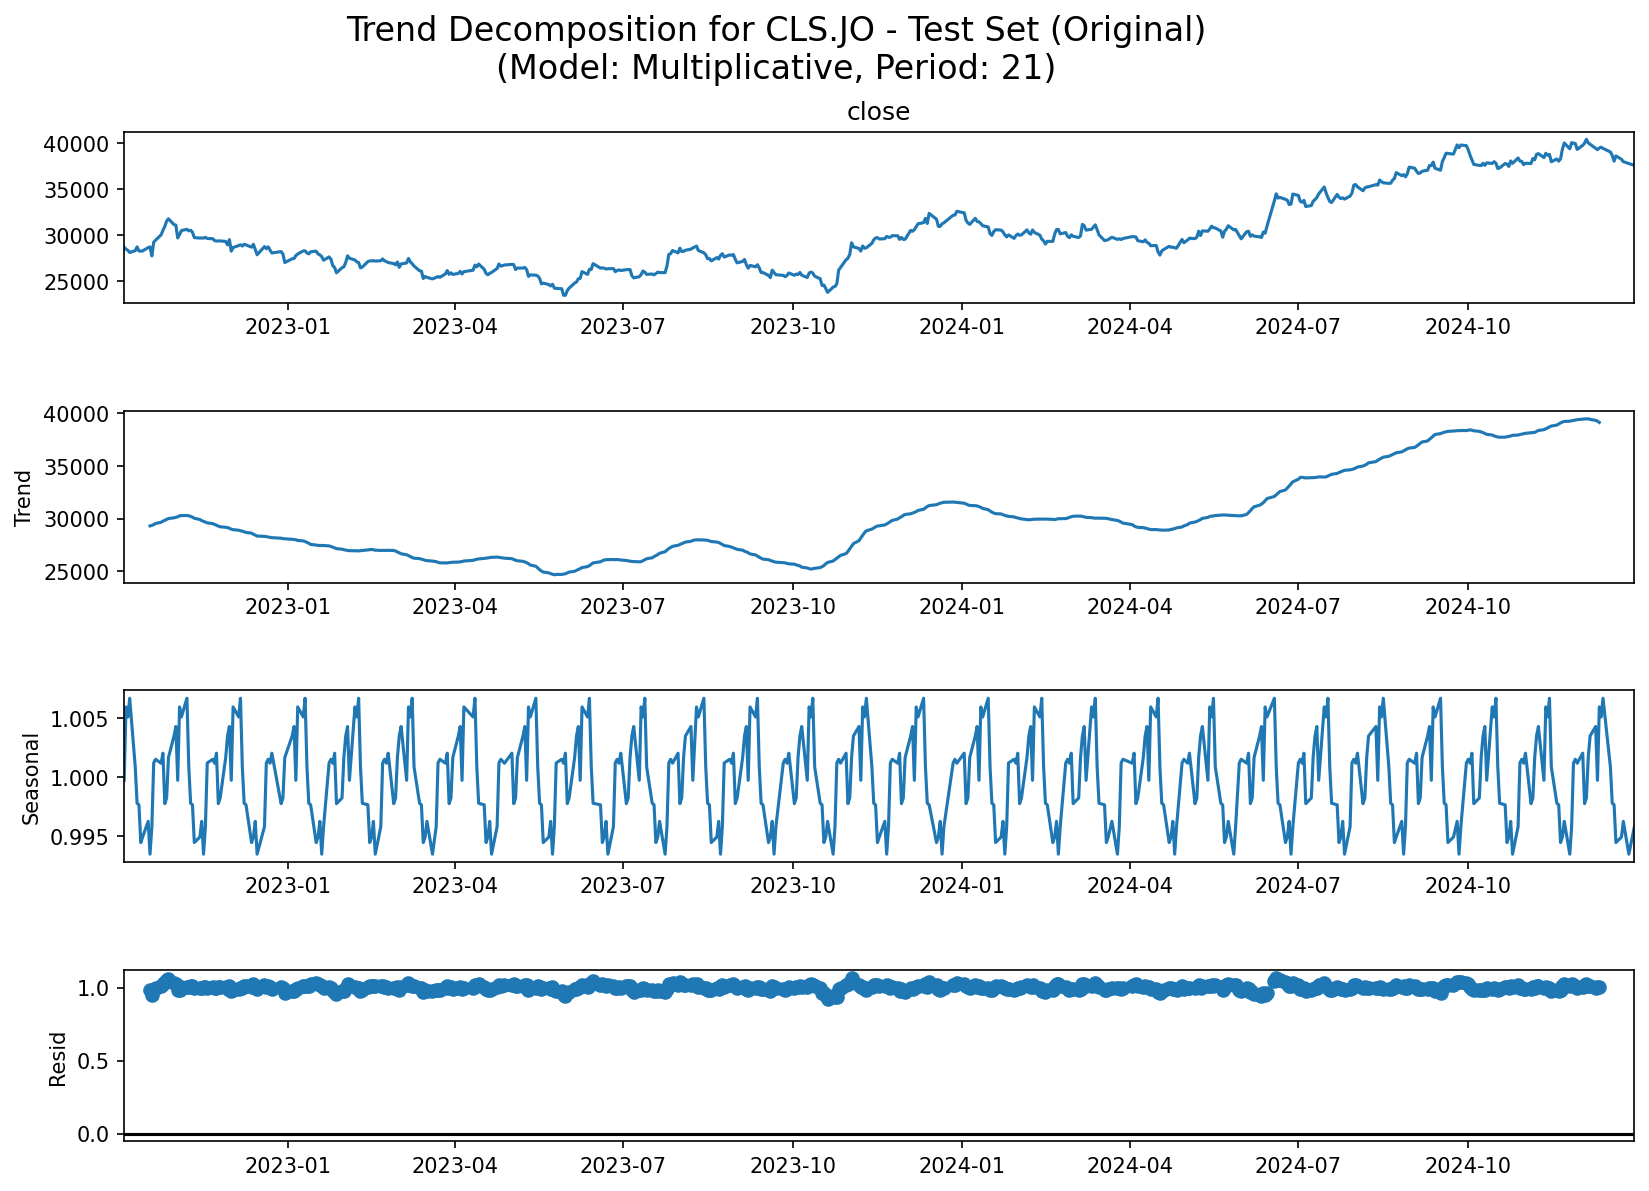 Trend Decomposition for CLS.JO - Test Set (Original)
(Model: Multiplicative, Period: 21)
close
40000
35000
30000
25000
2023-01 2023-04 2023-07 2023-10 2024-01 2024-04 2024-07 2024-10
Trend
40000
35000
30000
25000
2023-01 2023-04 2023-07 2023-10 2024-01 2024-04 2024-07 2024-10
Seasonal
1.005
1.000
0.995
2023-01 2023-04 2023-07 2023-10 2024-01 2024-04 2024-07 2024-10
Resid
1.0
0.5
0.0
2023-01 2023-04 2023-07 2023-10 2024-01 2024-04 2024-07 2024-10